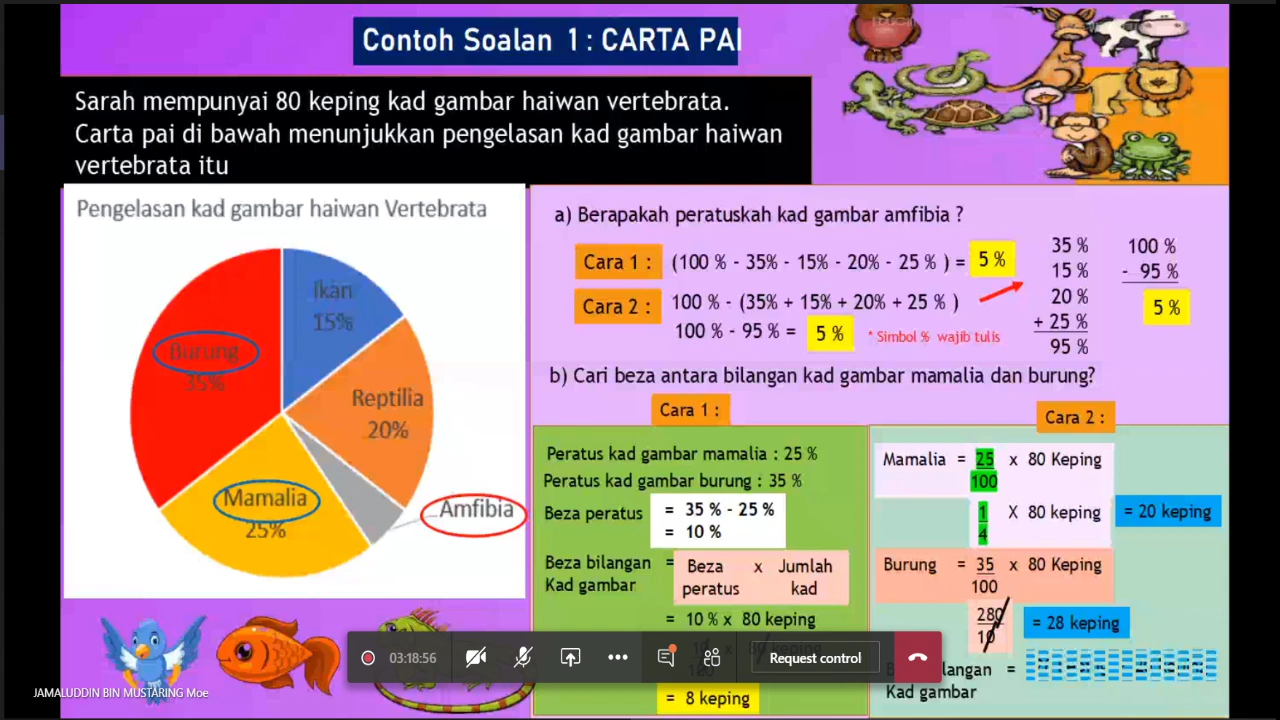 Contoh Soalan 1 : CARTA PAI
Sarah mempunyai 80 keping kad gambar haiwan vertebrata.
Carta pai di bawah menunjukkan pengelasan kad gambar haiwan
vertebrata itu
Pengelasan kad gambar haiwan Vertebrata
Ikan
15%
Burung
35%
Reptilia
20%
Mamalia
25%
Amfibia
a) Berapakah peratuskah kad gambar amfibia ?
Cara 1 : (100 % - 35% - 15% - 20% - 25 % ) = 5 %
Cara 2 : 100 % - (35% + 15% + 20% + 25 % )
100 % - 95 % = 5 %
* Simbol % wajib tulis
35 %
15 %
20 %
+ 25 %
95 %
100 %
- 95 %
5 %
b) Cari beza antara bilangan kad gambar mamalia dan burung?
Cara 1 :
Peratus kad gambar mamalia : 25 %
Peratus kad gambar burung : 35 %
Beza peratus = 35 % - 25 %
= 10 %
Beza bilangan = Beza x Jumlah
Kad gambar peratus kad
= 10 % x 80 keping
= 8 keping
Cara 2 :
Mamalia = 25 x 80 Keping
100
1 X 80 keping = 20 keping
4
Burung = 35 x 80 Keping
100
280 = 28 keping
10
=
Kad gambar
03:18:56
Request control
JAMALUDDIN BIN MUSTARING Moe